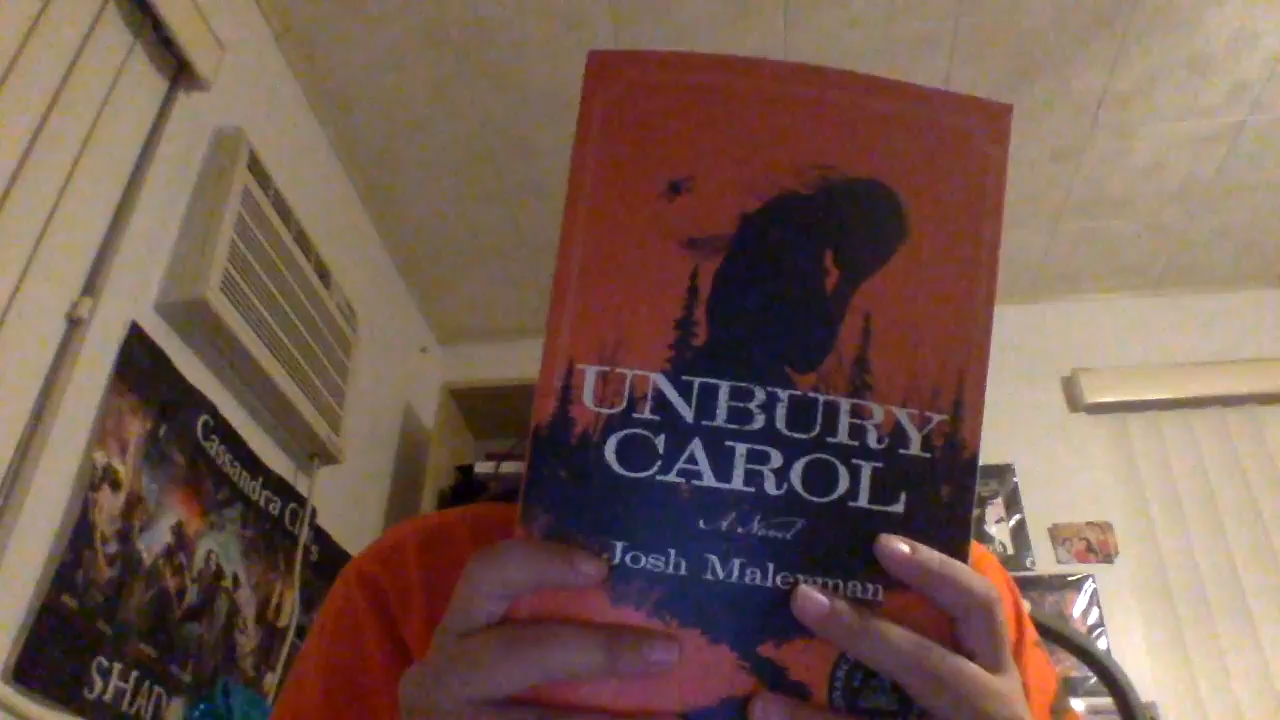 UNBURY
CAROL
A Novel
Josh Malerman
Cassandra Cl
s
SHAD